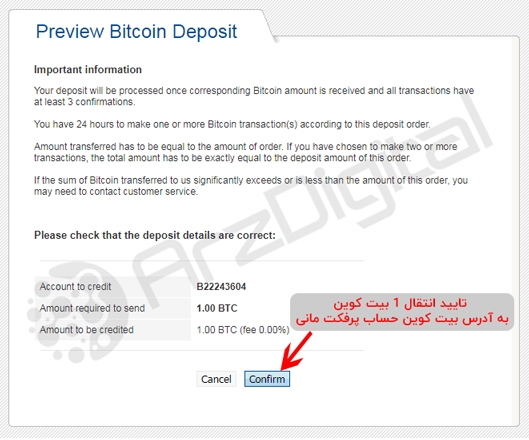 Preview Bitcoin Deposit
Important information
Your deposit will be processed once corresponding Bitcoin amount is received and all transactions have
at least 3 confirmations.
You have 24 hours to make one or more Bitcoin transaction(s) according to this deposit order.
Amount transferred has to be equal to the amount of order. If you have chosen to make two or more
transactions, the total amount has to be exactly equal to the deposit amount of this order.
If the sum of Bitcoin transferred to us significantly exceeds or is less than the amount of this order, you
may need to contact customer service.
ArzDigital
Please check that the deposit details are correct:
Account to credit B22243604
Amount required to send 1.00 BTC
Amount to be credited 1.00 BTC (fee 0.00%)
تایید انتقال 1 بیت کوین
به آدرس بیت کوین حساب پرفکت مانی
Cancel Confirm